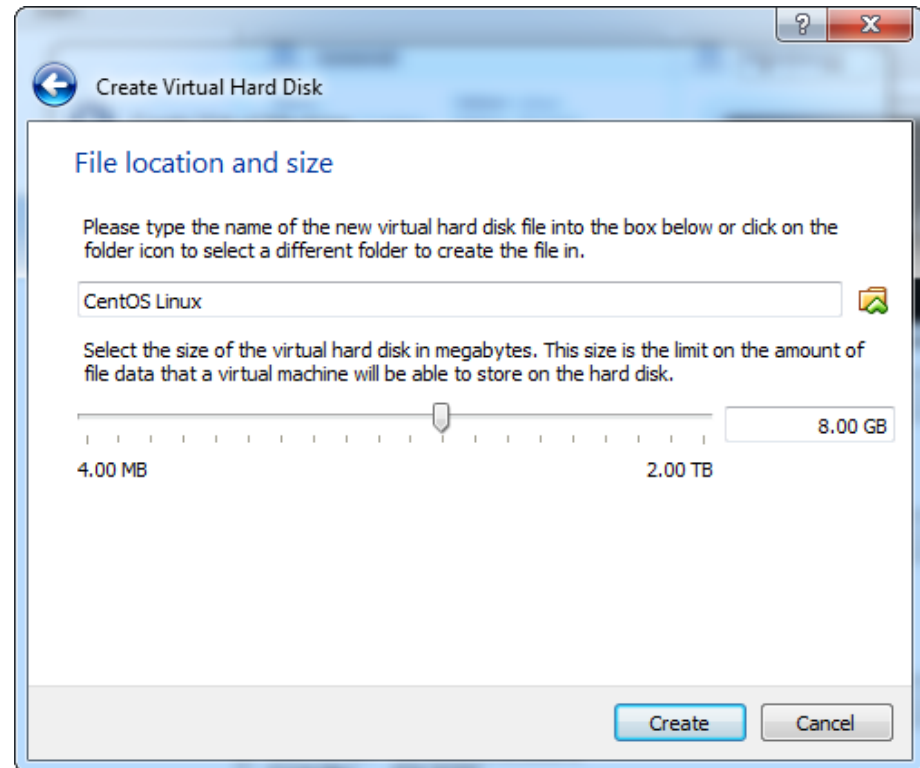 ?
X
Create Virtual Hard Disk
File location and size
Please type the name of the new virtual hard disk file into the box below or click on the
folder icon to select a different folder to create the file in.
CentOS Linux
Select the size of the virtual hard disk in megabytes. This size is the limit on the amount of
file data that a virtual machine will be able to store on the hard disk.
8.00 GB
4.00 MB 2.00 TB
Create Cancel